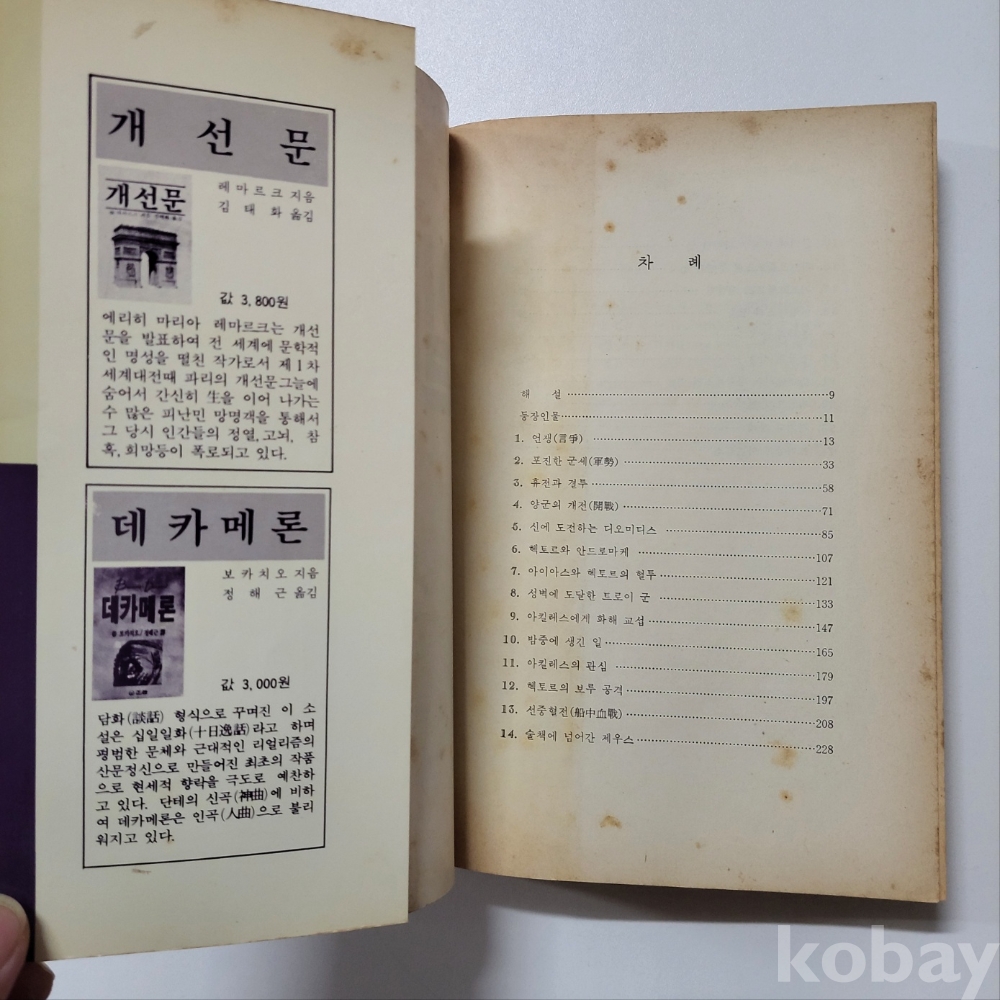 개 선 문
레마르크 지음
김 태 화 옮김
개선문
값 3,800원
에리히 마리아 레마르크는 개선
문을 발표하여 전 세계에 문학적
인 명성을 떨친 작가로서 제1차
세계대전때 파리의 개선문그늘에
숨어서 간신히 生을 이어 나가는
수 많은 피난민 망명객을 통해서
그 당시 인간들의 정열, 고뇌, 참
혹, 희망등이 폭로되고 있다.
데 카 메 론
보 카 치 오 지음
정 해 근 옮김
데카메론
값 3,000원
담화(談話) 형식으로 꾸며진 이 소
설은 십일일화(十日逸話)라고 하며
평범한 문체와 근대적인 리얼리즘의
산문정신으로 만들어진 최초의 작품
으로 현세적 향락을 극도로 예찬하
고 있다. 단테의 신곡(神曲)에 비하
여 데카메론은 인곡(人曲)으로 불리
워지고 있다.
차 례
해 설 9
등장인물 11
1. 언쟁(言爭) 13
2. 포진한 군세(軍勢) 33
3. 휴전과 결투 58
4. 양군의 개전(開戰) 71
5. 신에 도전하는 디오미디스 85
6. 헥토르와 안드로마케 107
7. 아이아스와 헥토르의 혈투 121
8. 성벽에 도달한 트로이 군 133
9. 아킬레스에게 화해 교섭 147
10. 밤중에 생긴 일 165
11. 아킬레스의 관심 179
12. 헥토르의 보루 공격 197
13. 선중혈전(船中血戰) 208
14. 술책에 넘어간 제우스 228
kobay